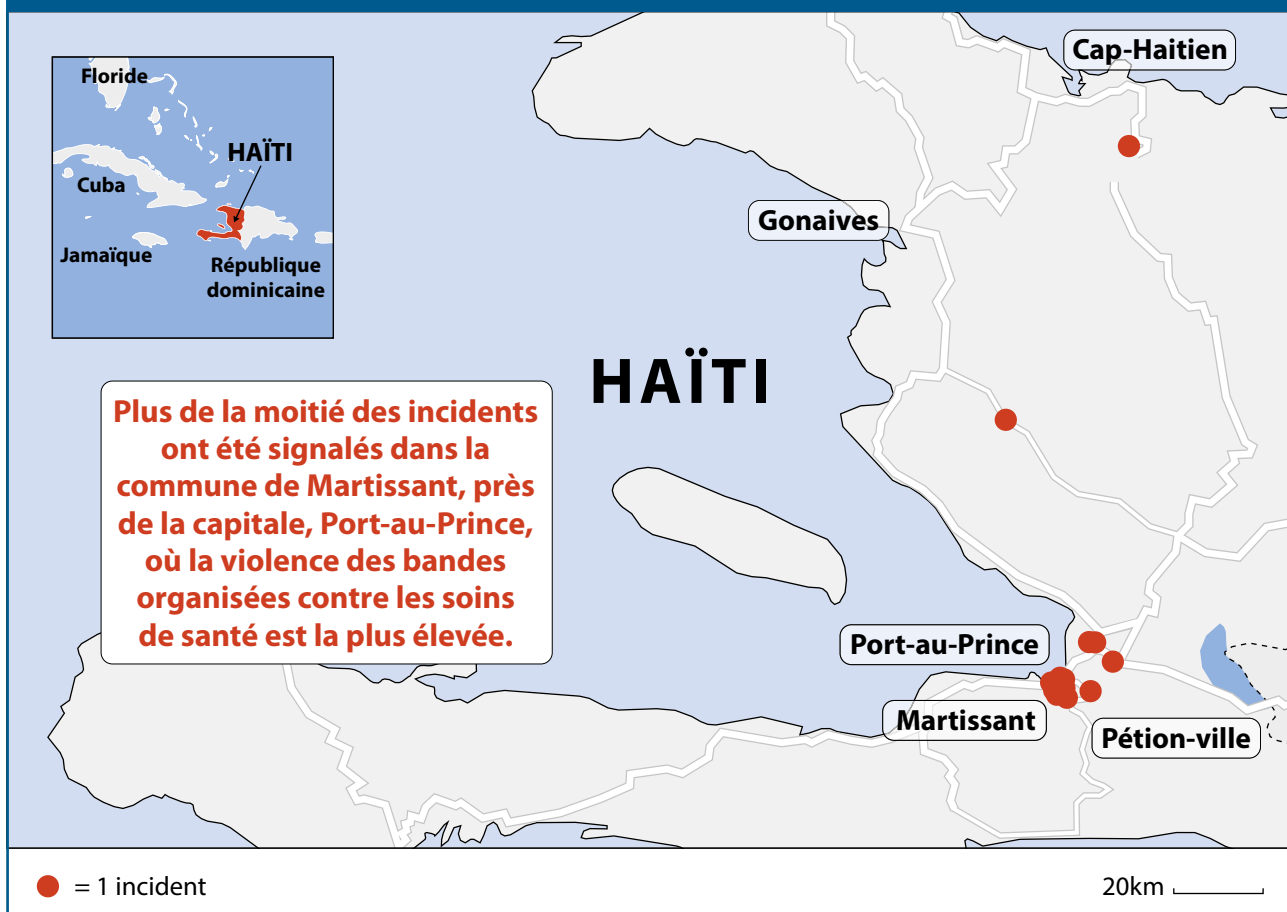 Cap-Haitien
Floride
HAÏTI
Cuba
Gonaives
Jamaïque
République
dominicaine
HAÏTI
Plus de la moitié des incidents
ont été signalés dans la
commune de Martissant, près
de la capitale, Port-au-Prince,
où la violence des bandes
organisées contre les soins
de santé est la plus élevée.
Port-au-Prince
Martissant
Pétion-ville
= 1 incident
20km